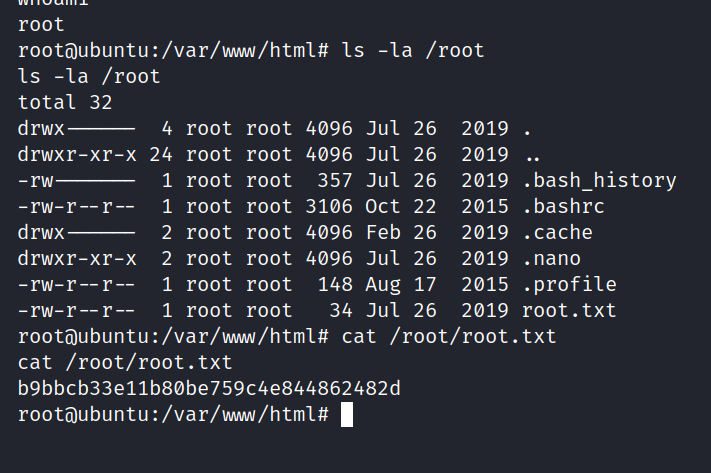 whoami
root
root@ubuntu:/var/www/html# ls -la /root
ls -la /root
total 32
drwx------  4 root root 4096 Jul 26  2019 .
drwxr-xr-x 24 root root 4096 Jul 26  2019 ..
-rw-------  1 root root  357 Jul 26  2019 .bash_history
-rw-r--r--  1 root root 3106 Oct 22  2015 .bashrc
drwx------  2 root root 4096 Feb 26  2019 .cache
drwxr-xr-x  2 root root 4096 Jul 26  2019 .nano
-rw-r--r--  1 root root  148 Aug 17  2015 .profile
-rw-r--r--  1 root root   34 Jul 26  2019 root.txt
root@ubuntu:/var/www/html# cat /root/root.txt
cat /root/root.txt
b9bbcb33e11b80be759c4e844862482d
root@ubuntu:/var/www/html#